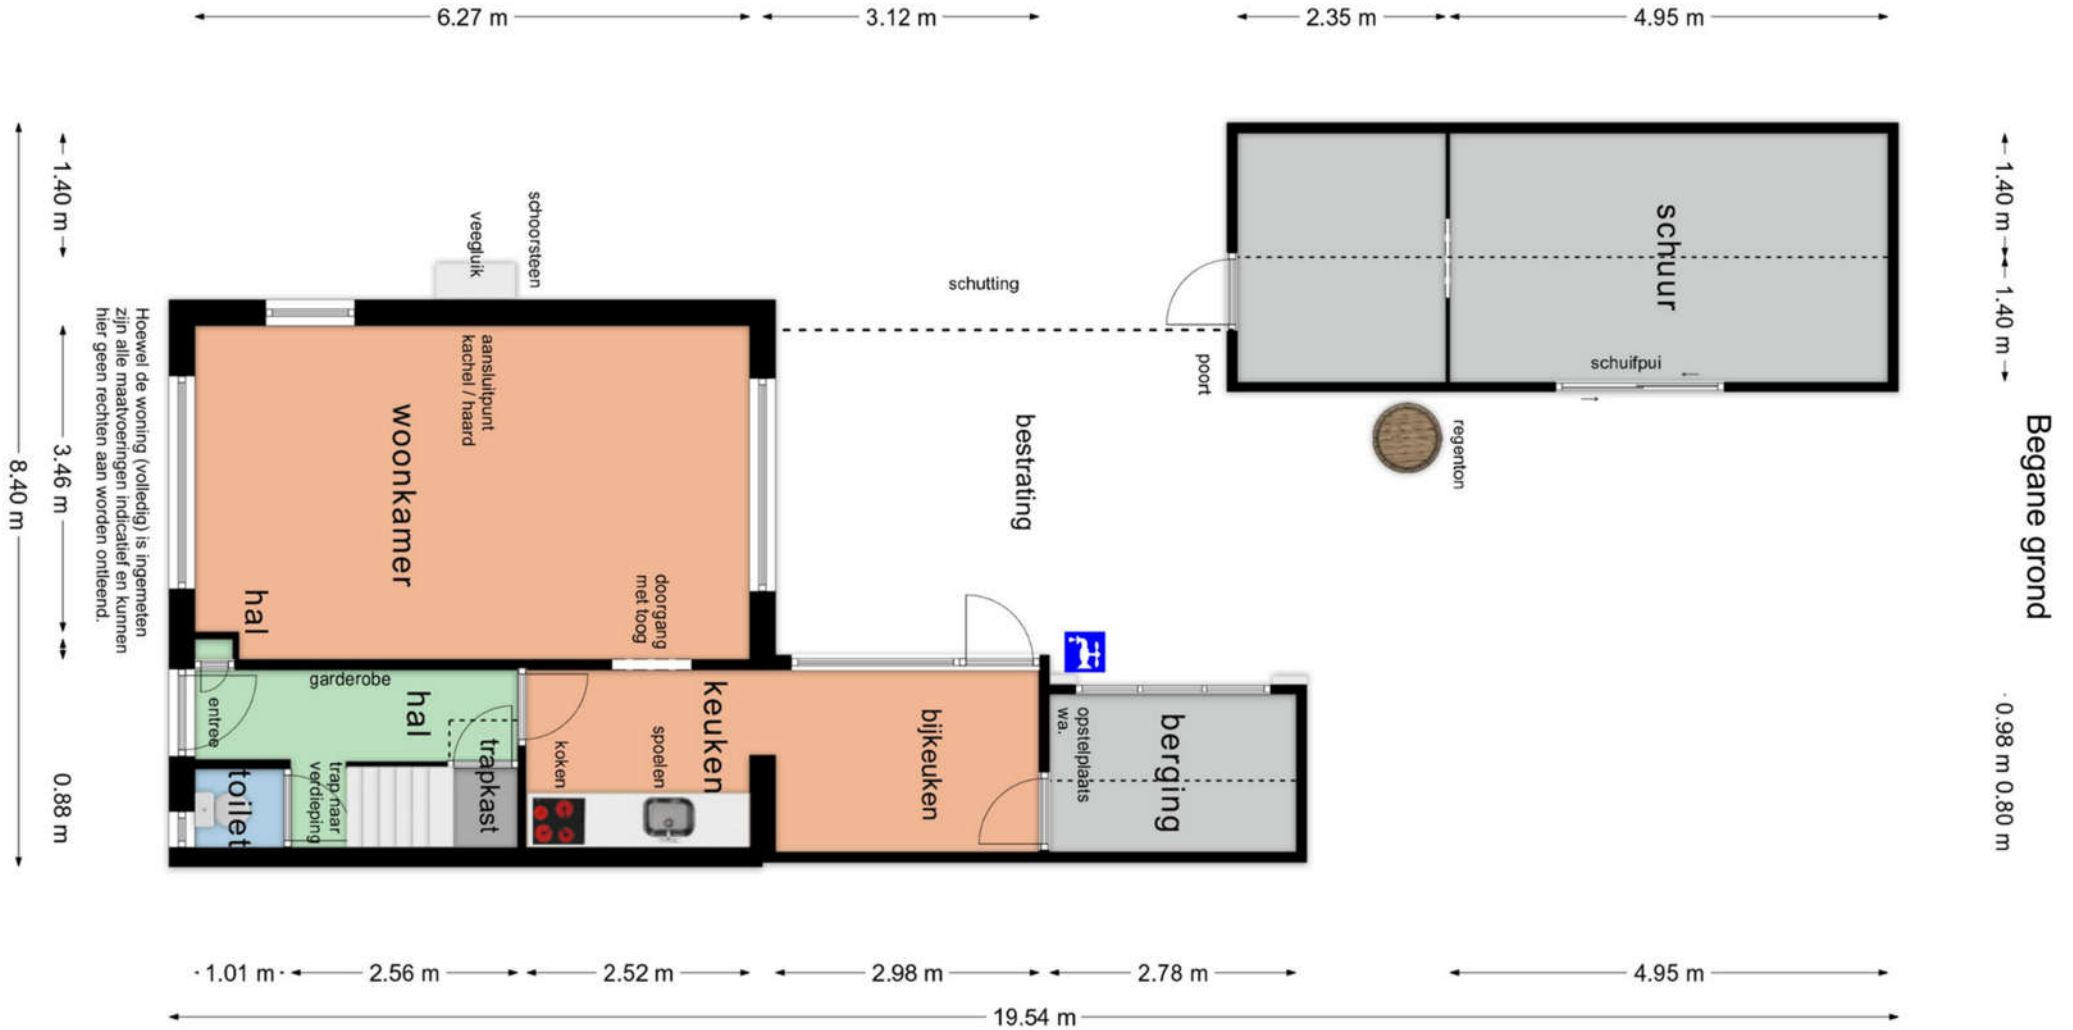 6.27 m
3.12 m
2.35 m
4.95 m
1.40 m
3.46 m
0.88 m
8.40 m
Hoewel de woning (volledig) is ingemeten
zijn alle maatvoeringen indicatief en kunnen
hier geen rechten aan worden ontleend.
schoorsteen
veegluik
aansluitpunt
kachel / haard
woonkamer
hal
doorgang
met toog
garderobe
hal
entree
toilet
trap naar
verdieping
trapkast
koken
spoelen
keuken
bijkeuken
opstelplaats
wa.
berging
schutting
poort
bestrating
regenton
schuur
schuifpui
1.40 m
1.40 m
0.98 m
0.80 m
Begane grond
1.01 m
2.56 m
2.52 m
2.98 m
2.78 m
4.95 m
19.54 m